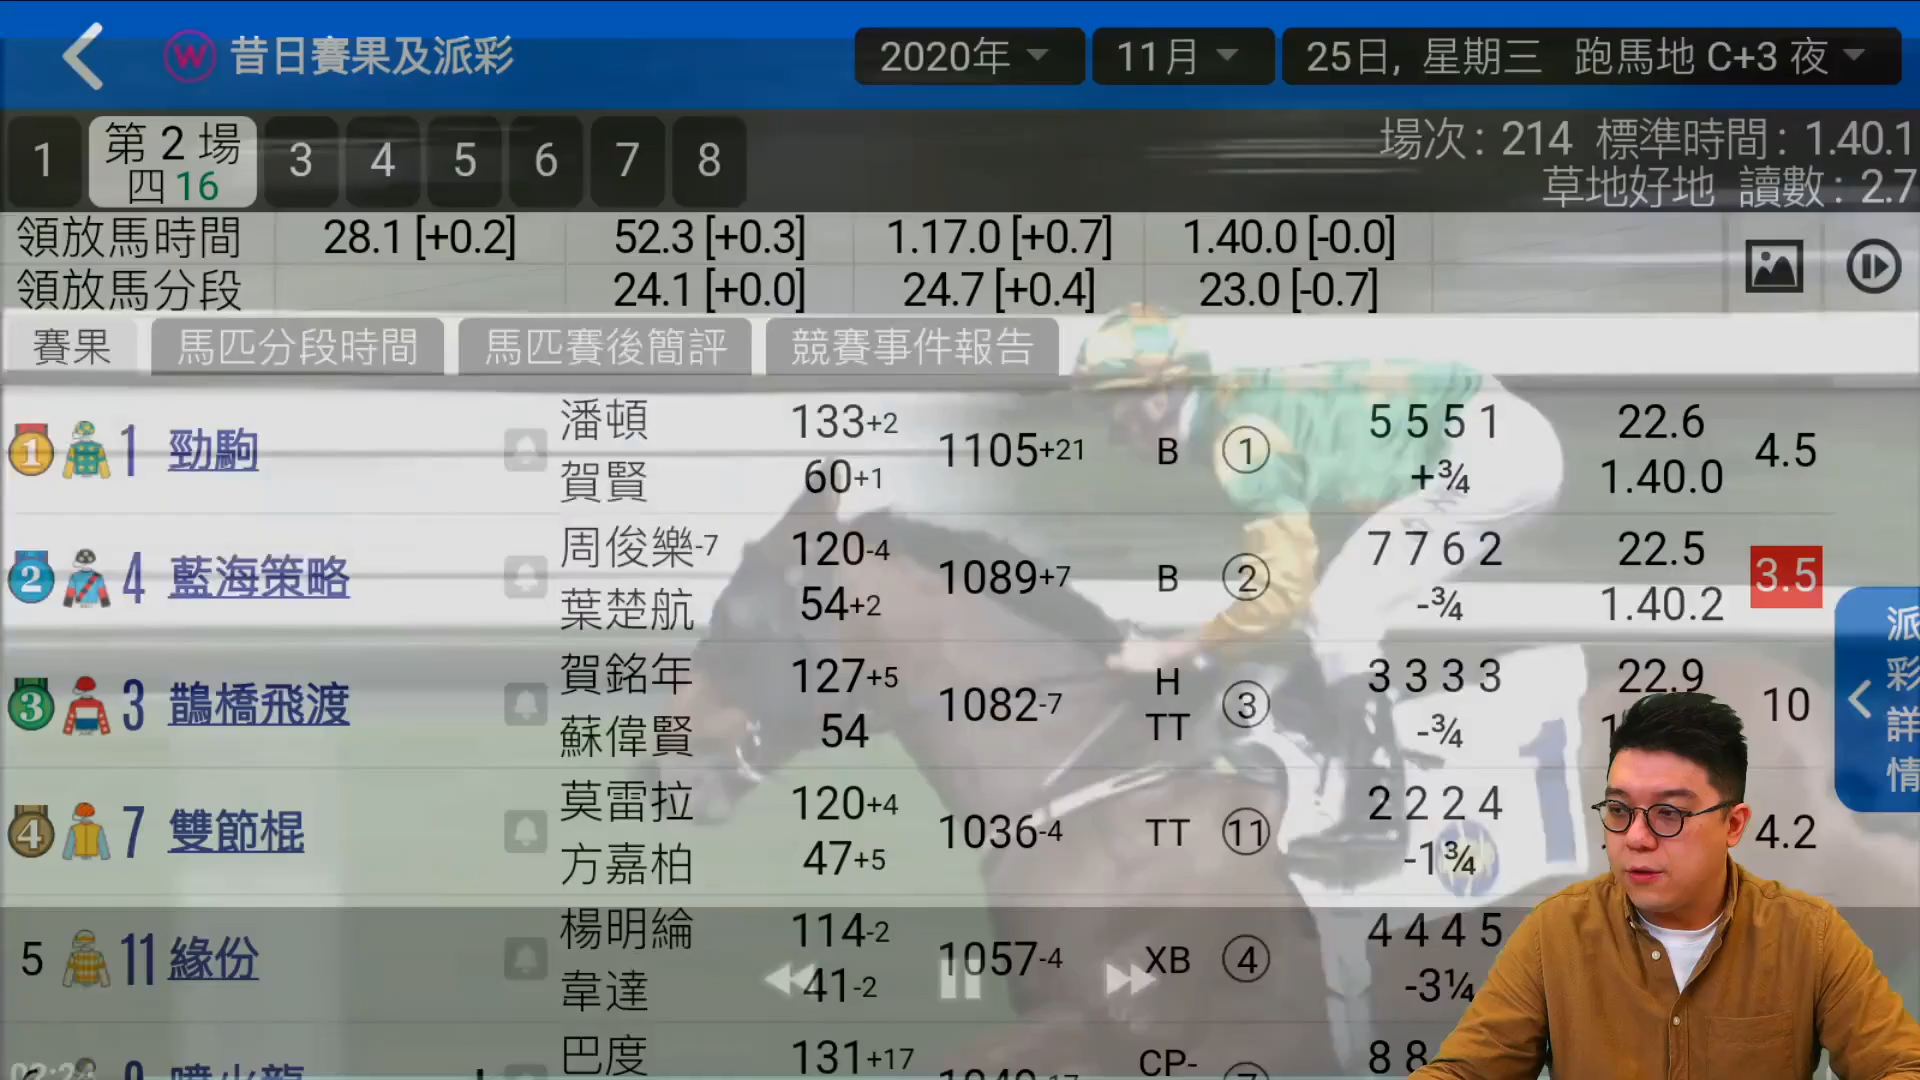 W 昔日賽果及派彩 2020年 11月 25日, 星期三 跑馬地 C+3 夜
1 第 2 場 四 16 3 4 5 6 7 8
場次: 214 標準時間: 1.40.1
草地好地 讀數: 2.7
領放馬時間 28.1 [+0.2] 52.3 [+0.3] 1.17.0 [+0.7] 1.40.0 [-0.0]
領放馬分段 24.1 [+0.0] 24.7 [+0.4] 23.0 [-0.7]
賽果 馬匹分段時間 馬匹賽後簡評 競賽事件報告
潘頓 133+2 5 5 5 1 22.6
1 1 勁駒 1105+21 B 1 4.5
賀賢 60+1 +¾ 1.40.0
周俊樂-7 120-4 7 7 6 2 22.5
2 4 藍海策略 1089+7 B 2 3.5
葉楚航 54+2 -¾ 1.40.2
賀銘年 127+5 H 3 3 3 3 22.9
3 3 鵲橋飛渡 1082-7 3 10
蘇偉賢 54 TT -¾
派彩詳情
莫雷拉 120+4 2 2 2 4
4 7 雙節棍 1036-4 TT 11 4.2
方嘉柏 47+5 -1¾
楊明綸 114-2 4 4 4 5
5 11 緣份 1057-4 XB 4
韋達 41-2 -3¼
巴度 131+17 CP- 8 8
1